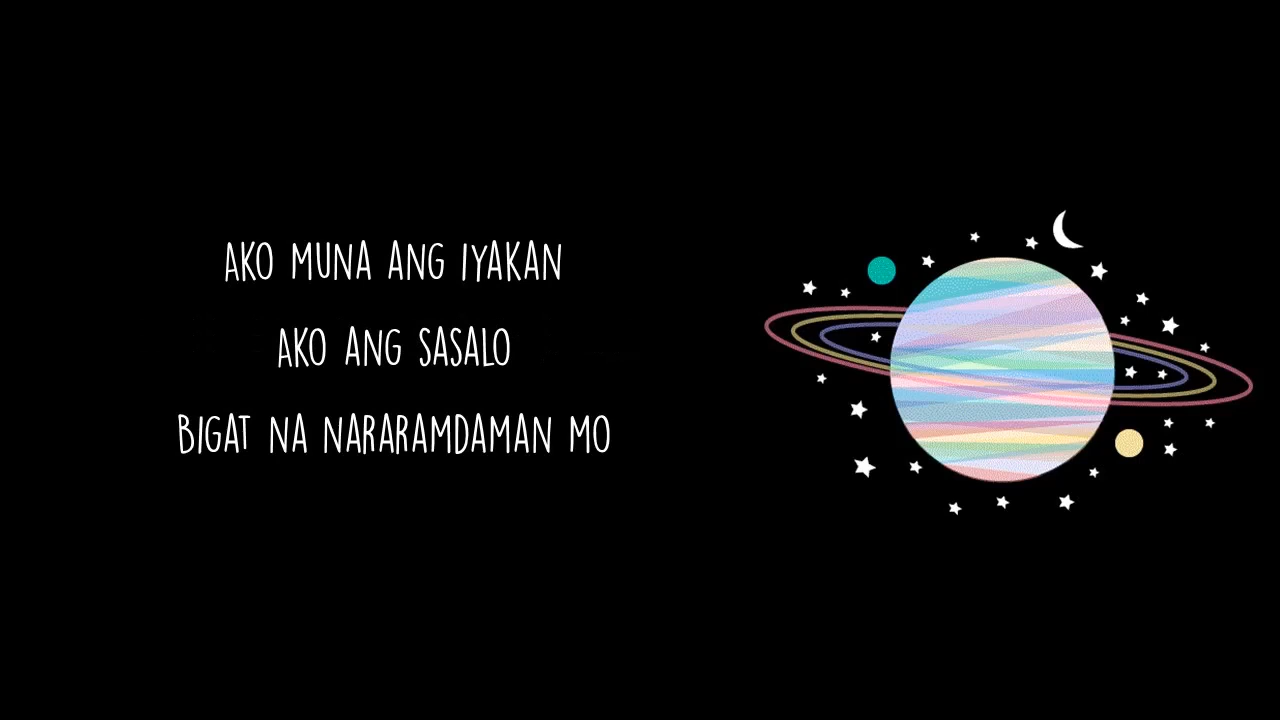 AKO MUNA ANG IYAKAN
AKO ANG SASALO
BIGAT NA NARARAMDAMAN MO